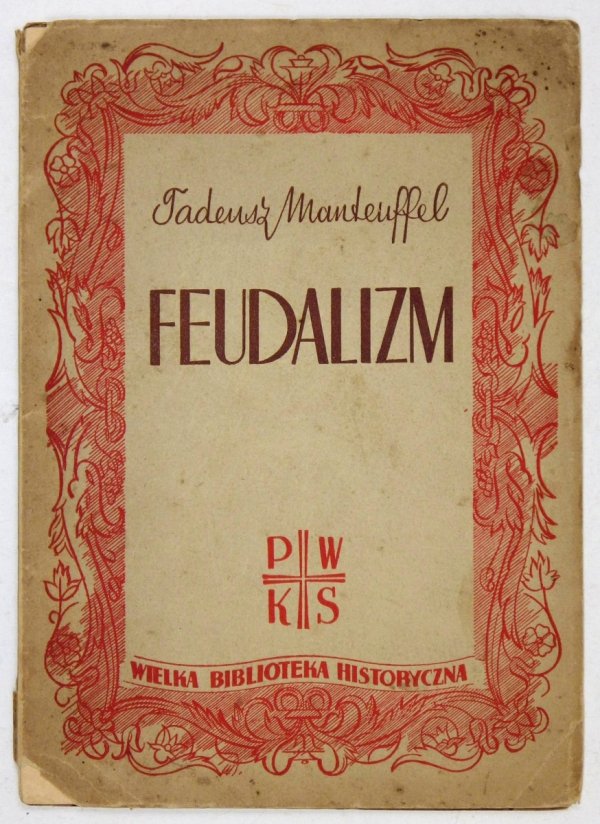 Tadeusz Manteuffel
FEUDALIZM
P W
K S
WIELKA BIBLIOTEKA HISTORYCZNA